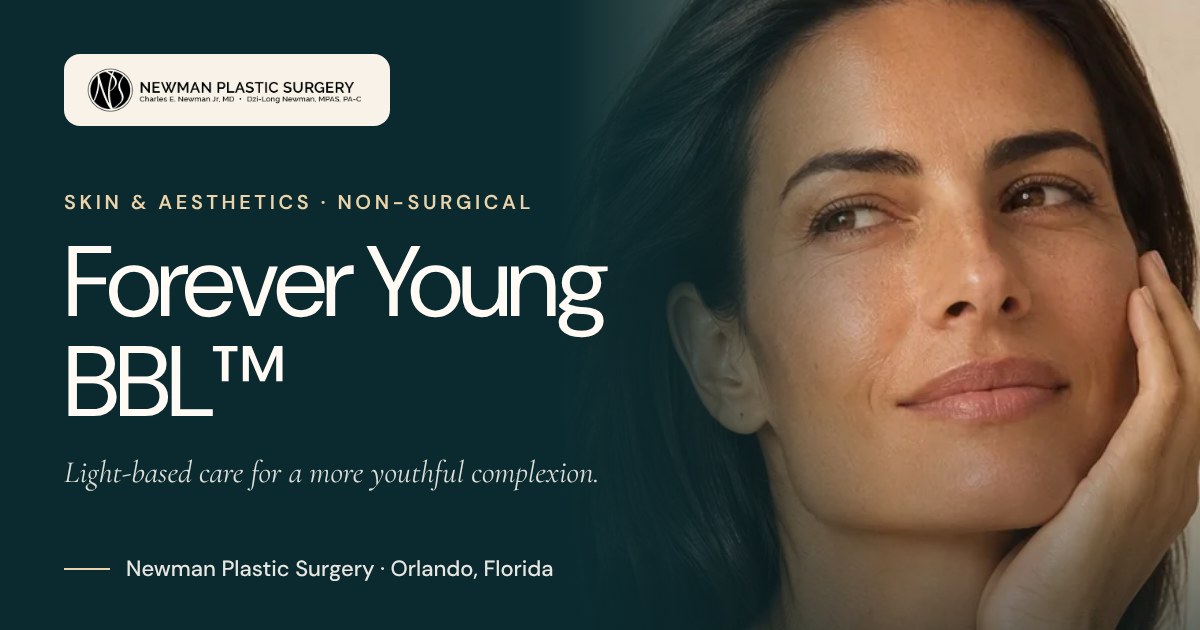 NPS
NEWMAN PLASTIC SURGERY
Charles E. Newman Jr, MD • Dzi-Long Newman, MPAS, PA-C
SKIN & AESTHETICS · NON-SURGICAL
Forever Young
BBL™
Light-based care for a more youthful complexion.
Newman Plastic Surgery · Orlando, Florida